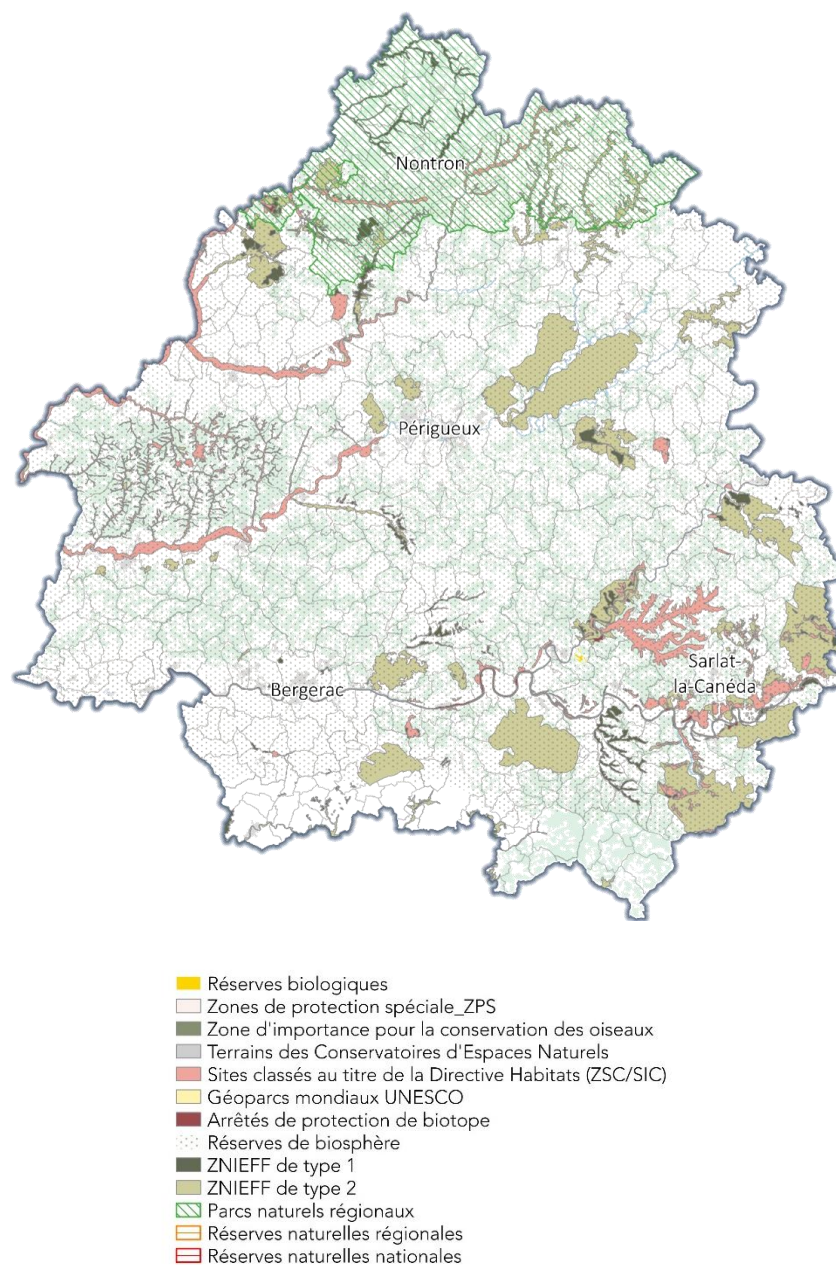 Nontron
Périgueux
Sarlat-
la-Canéda
Bergerac
Réserves biologiques
Zones de protection spéciale_ZPS
Zone d'importance pour la conservation des oiseaux
Terrains des Conservatoires d'Espaces Naturels
Sites classés au titre de la Directive Habitats (ZSC/SIC)
Géoparcs mondiaux UNESCO
Arrêtés de protection de biotope
Réserves de biosphère
ZNIEFF de type 1
ZNIEFF de type 2
Parcs naturels régionaux
Réserves naturelles régionales
Réserves naturelles nationales